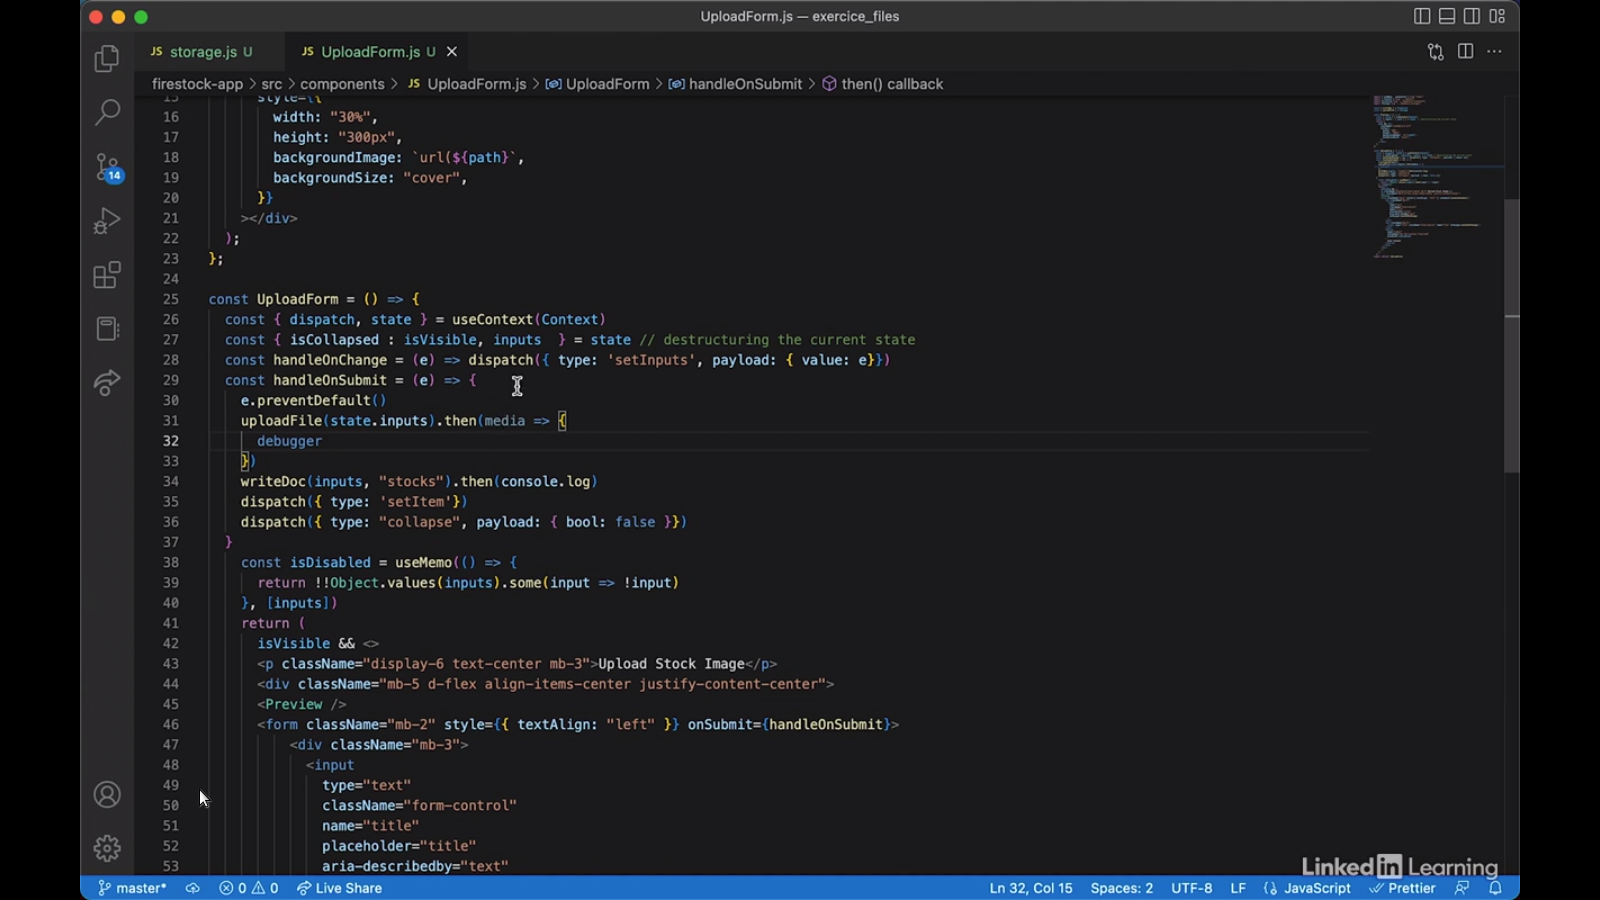 UploadForm.js — exercice_files
JS storage.js U
JS UploadForm.js U
firestock-app > src > components > JS UploadForm.js > UploadForm > handleOnSubmit > then() callback
15 style={{
16 width: "30%",
17 height: "300px",
18 backgroundImage: `url(${path}`,
19 backgroundSize: "cover",
20 }}
21 ></div>
22 );
23 };
24
25 const UploadForm = () => {
26 const { dispatch, state } = useContext(Context)
27 const { isCollapsed : isVisible, inputs  } = state // destructuring the current state
28 const handleOnChange = (e) => dispatch({ type: 'setInputs', payload: { value: e}})
29 const handleOnSubmit = (e) => {
30 e.preventDefault()
31 uploadFile(state.inputs).then(media => {
32 debugger
33 })
34 writeDoc(inputs, "stocks").then(console.log)
35 dispatch({ type: 'setItem'})
36 dispatch({ type: "collapse", payload: { bool: false }})
37 }
38 const isDisabled = useMemo(() => {
39 return !!Object.values(inputs).some(input => !input)
40 }, [inputs])
41 return (
42 isVisible && <>
43 <p className="display-6 text-center mb-3">Upload Stock Image</p>
44 <div className="mb-5 d-flex align-items-center justify-content-center">
45 <Preview />
46 <form className="mb-2" style={{ textAlign: "left" }} onSubmit={handleOnSubmit}>
47 <div className="mb-3">
48 <input
49 type="text"
50 className="form-control"
51 name="title"
52 placeholder="title"
53 aria-describedby="text"
14
LinkedIn Learning
master* 0 0 Live Share
Ln 32, Col 15 Spaces: 2 UTF-8 LF JavaScript Prettier